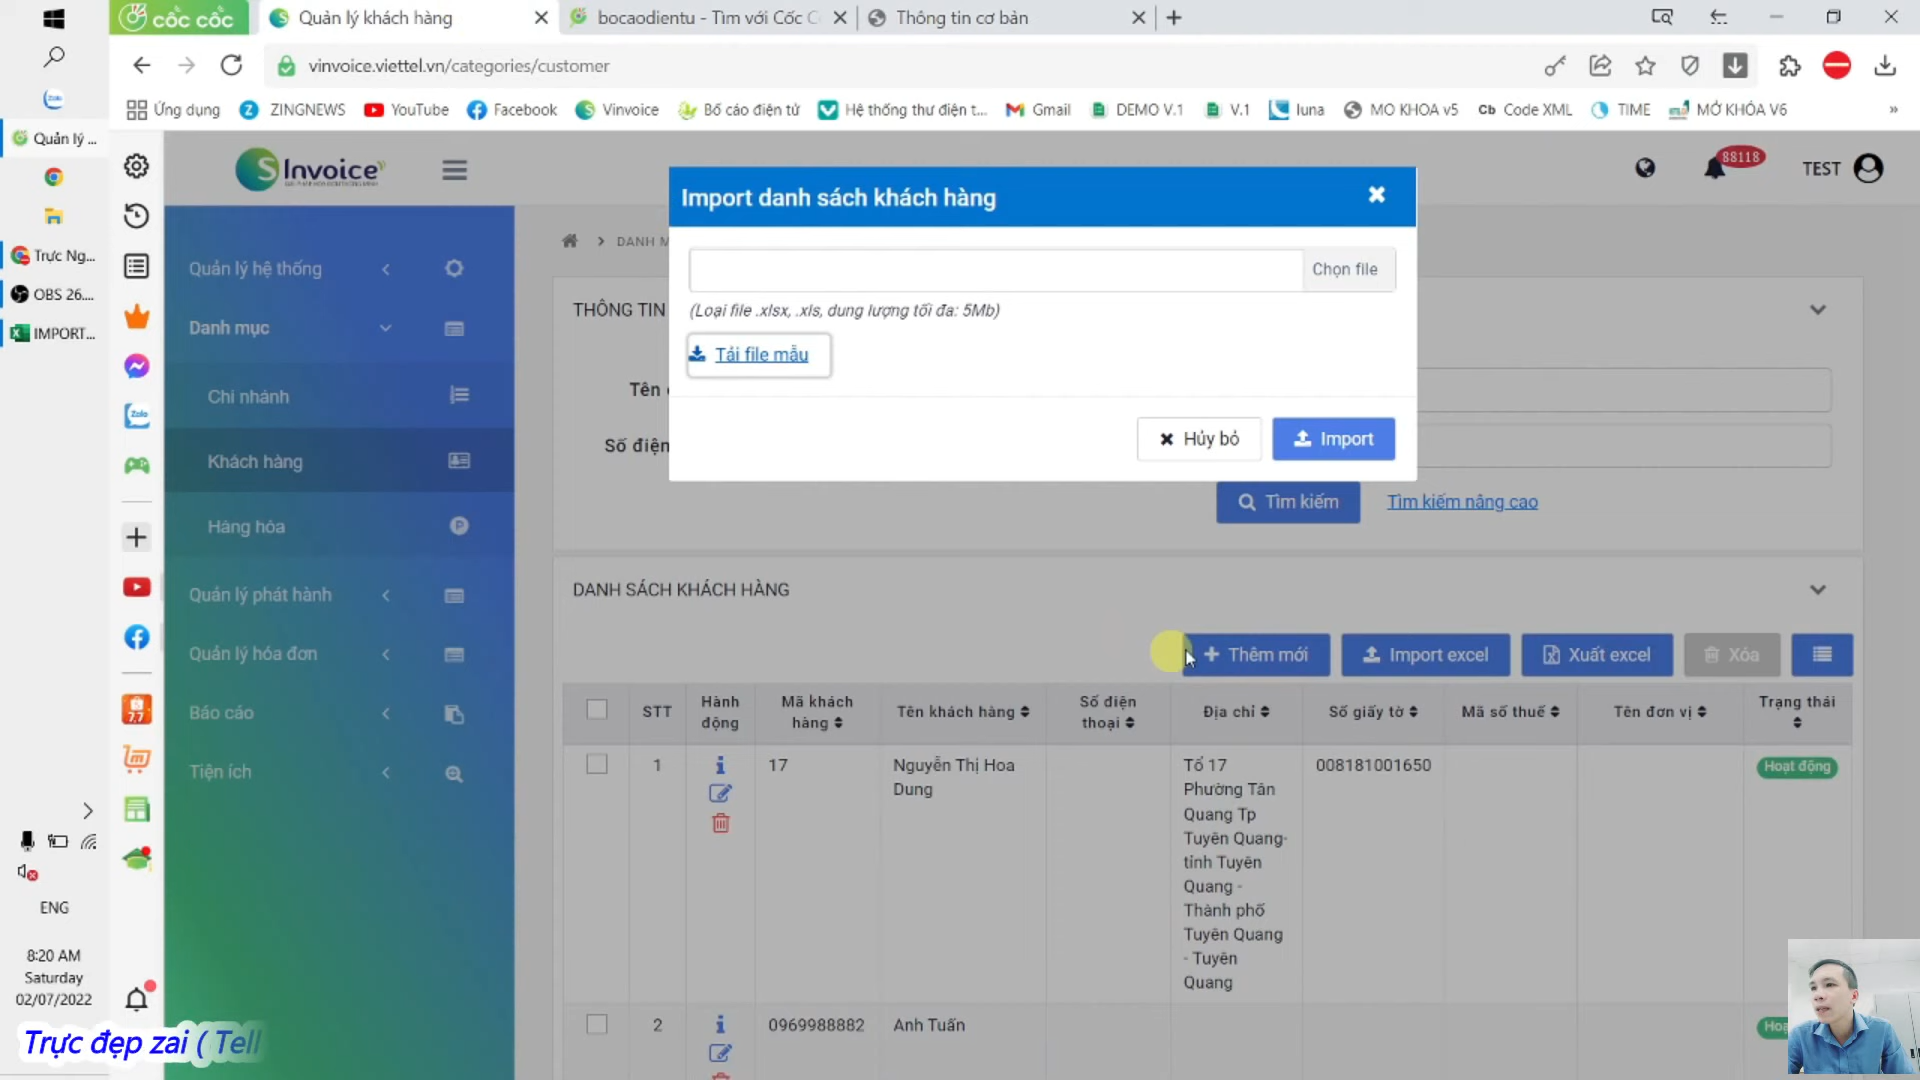 cốc cốc
Quản lý khách hàng
bocaodientu - Tìm với Cốc C
Thông tin cơ bản
vinvoice.viettel.vn/categories/customer
Ứng dụng
ZINGNEWS
YouTube
Facebook
Vinvoice
Bố cáo điện tử
Hệ thống thư điện t...
Gmail
DEMO V.1
V.1
luna
MO KHOA v5
Cb Code XML
TIME
MỞ KHÓA V6
»
Zalo
Quản lý ...
Trực Ng...
OBS 26....
IMPORT...
Zalo
7.7
S Invoice
88118
TEST
Import danh sách khách hàng
Chọn file
(Loại file .xlsx, .xls, dung lượng tối đa: 5Mb)
Tải file mẫu
Hủy bỏ
Import
DANH M
THÔNG TIN
Tên
Số điện
Tìm kiếm
Tìm kiếm nâng cao
Quản lý hệ thống
Danh mục
Chi nhánh
Khách hàng
Hàng hóa
Quản lý phát hành
Quản lý hóa đơn
Báo cáo
Tiện ích
DANH SÁCH KHÁCH HÀNG
Thêm mới
Import excel
Xuất excel
Xóa
STT
Hành động
Mã khách hàng
Tên khách hàng
Số điện thoại
Địa chỉ
Số giấy tờ
Mã số thuế
Tên đơn vị
Trạng thái
1
17
Nguyễn Thị Hoa
Dung
Tổ 17
Phường Tân
Quang Tp
Tuyên Quang-
tỉnh Tuyên
Quang -
Thành phố
Tuyên Quang
- Tuyên
Quang
008181001650
Hoạt động
2
0969988882
Anh Tuấn
ENG
8:20 AM
Saturday
02/07/2022
Trực đẹp zai ( Tell